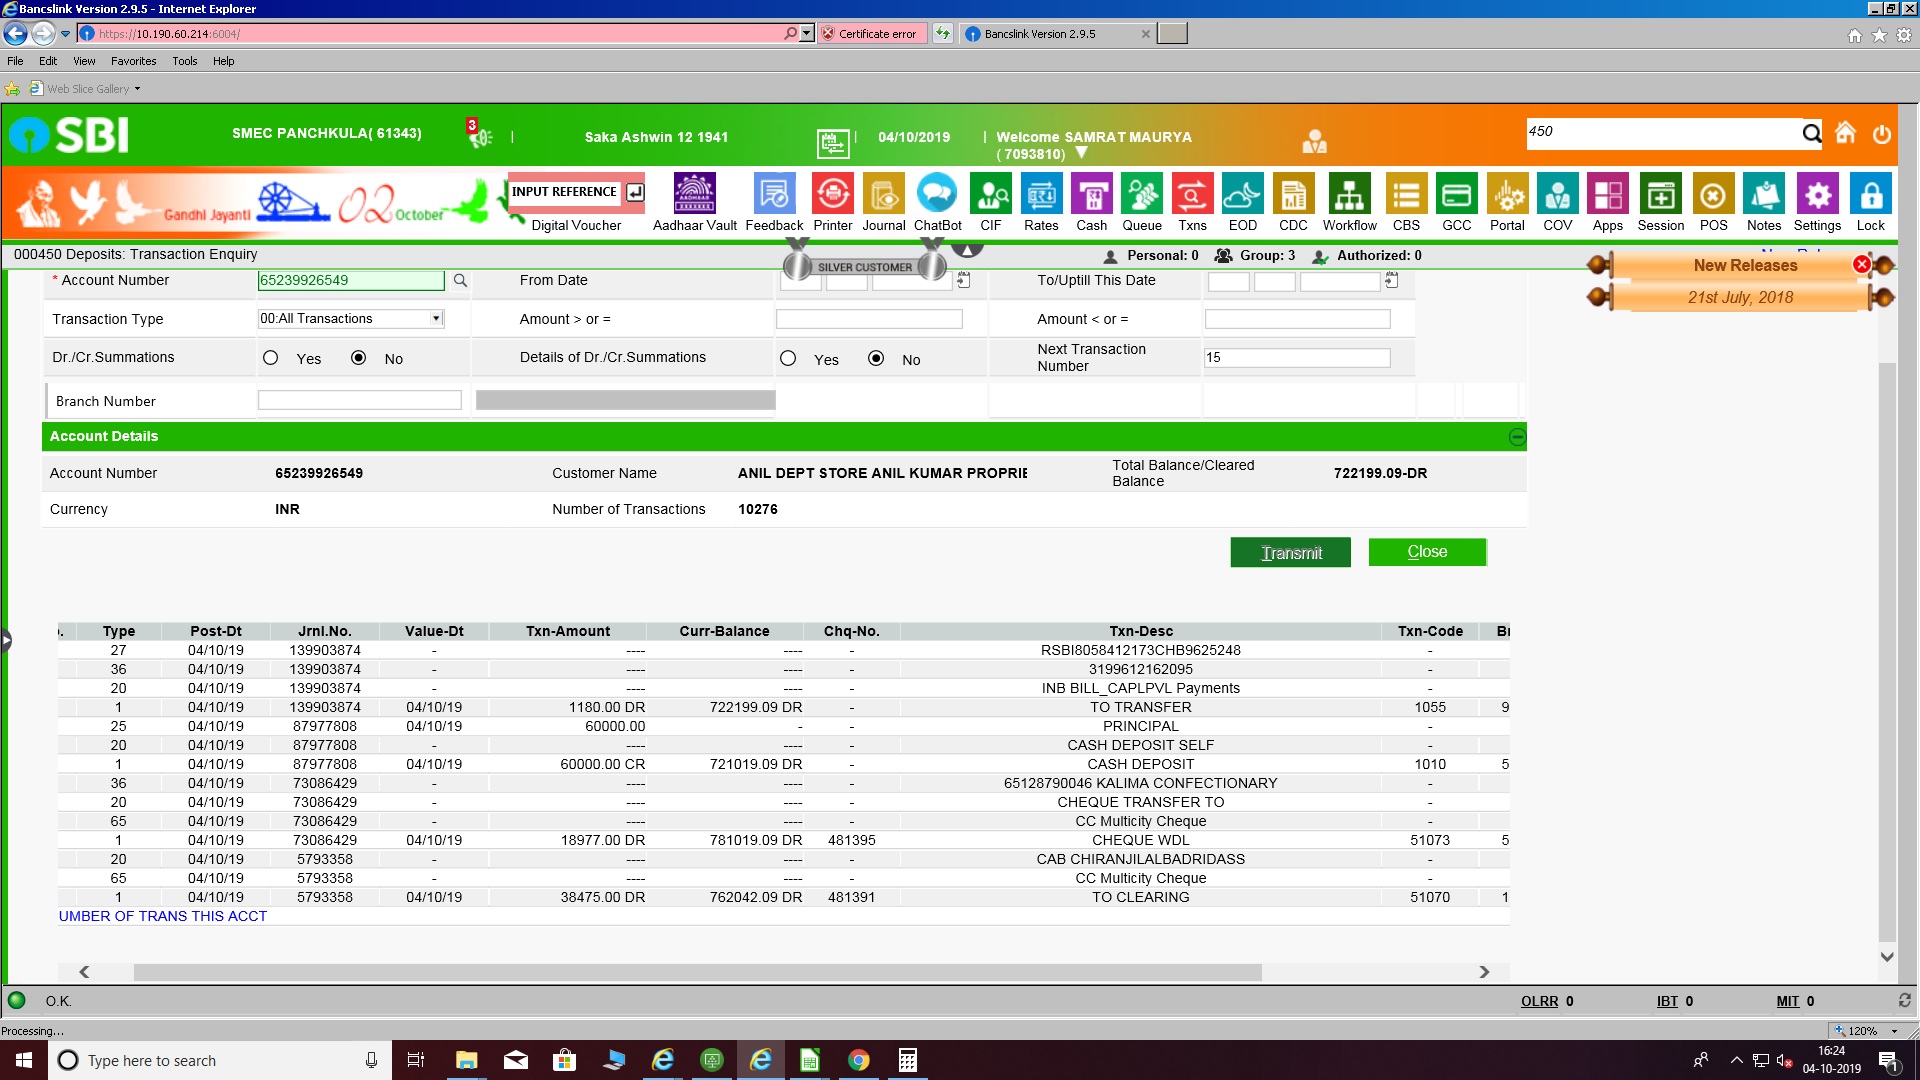 Bancslink Version 2.9.5 - Internet Explorer
https://10.190.60.214:6004/ Certificate error Bancslink Version 2.9.5
File Edit View Favorites Tools Help
Web Slice Gallery
SBI SMEC PANCHKULA( 61343) 3 | Saka Ashwin 12 1941 | 04/10/2019 | Welcome SAMRAT MAURYA 450
( 7093810)
Gandhi Jayanti 02 October INPUT REFERENCE
Digital Voucher Aadhaar Vault Feedback Printer Journal ChatBot CIF Rates Cash Queue Txns EOD CDC Workflow CBS GCC Portal COV Apps Session POS Notes Settings Lock
000450 Deposits: Transaction Enquiry SILVER CUSTOMER Personal: 0 Group: 3 Authorized: 0
New Releases
21st July, 2018
* Account Number 65239926549 From Date To/Uptill This Date
Transaction Type 00:All Transactions Amount > or = Amount < or =
Dr./Cr.Summations Yes No Details of Dr./Cr.Summations Yes No Next Transaction Number 15
Branch Number
Account Details
Account Number 65239926549 Customer Name ANIL DEPT STORE ANIL KUMAR PROPRIE Total Balance/Cleared Balance 722199.09-DR
Currency INR Number of Transactions 10276
Transmit Close
Type Post-Dt Jrnl.No. Value-Dt Txn-Amount Curr-Balance Chq-No. Txn-Desc Txn-Code
27 04/10/19 139903874 - ---- ---- - RSBI8058412173CHB9625248 -
36 04/10/19 139903874 - ---- ---- - 3199612162095 -
20 04/10/19 139903874 - ---- ---- - INB BILL_CAPLPVL Payments -
1 04/10/19 139903874 04/10/19 1180.00 DR 722199.09 DR - TO TRANSFER 1055 9
25 04/10/19 87977808 04/10/19 60000.00 - - PRINCIPAL -
20 04/10/19 87977808 - ---- ---- - CASH DEPOSIT SELF -
1 04/10/19 87977808 04/10/19 60000.00 CR 721019.09 DR - CASH DEPOSIT 1010 5
36 04/10/19 73086429 - ---- ---- - 65128790046 KALIMA CONFECTIONARY -
20 04/10/19 73086429 - ---- ---- - CHEQUE TRANSFER TO -
65 04/10/19 73086429 - ---- ---- - CC Multicity Cheque -
1 04/10/19 73086429 04/10/19 18977.00 DR 781019.09 DR 481395 CHEQUE WDL 51073 5
20 04/10/19 5793358 - ---- ---- - CAB CHIRANJILALBADRIDASS -
65 04/10/19 5793358 - ---- ---- - CC Multicity Cheque -
1 04/10/19 5793358 04/10/19 38475.00 DR 762042.09 DR 481391 TO CLEARING 51070 1
UMBER OF TRANS THIS ACCT
O.K. OLRR 0 IBT 0 MIT 0
Processing... 120%
Type here to search 16:24
04-10-2019 1